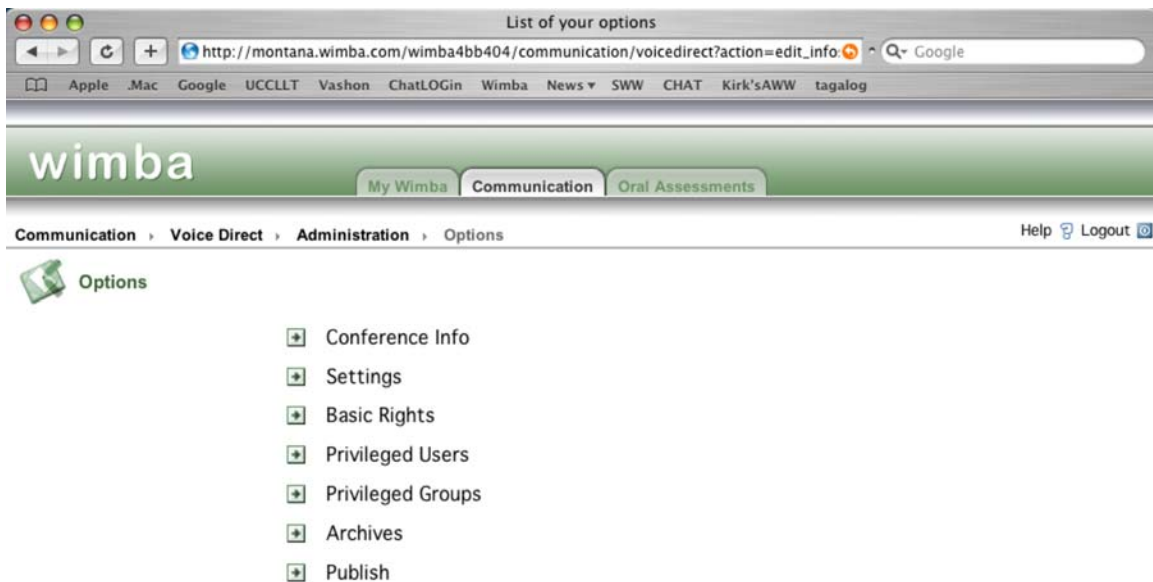 List of your options
http://montana.wimba.com/wimba4bb404/communication/voicedirect?action=edit_info: Google
Apple .Mac Google UCCLLT Vashon ChatLOGin Wimba News SWW CHAT Kirk'sAWW tagalog
wimba
My Wimba Communication Oral Assessments
Communication Voice Direct Administration Options Help Logout
Options
Conference Info
Settings
Basic Rights
Privileged Users
Privileged Groups
Archives
Publish